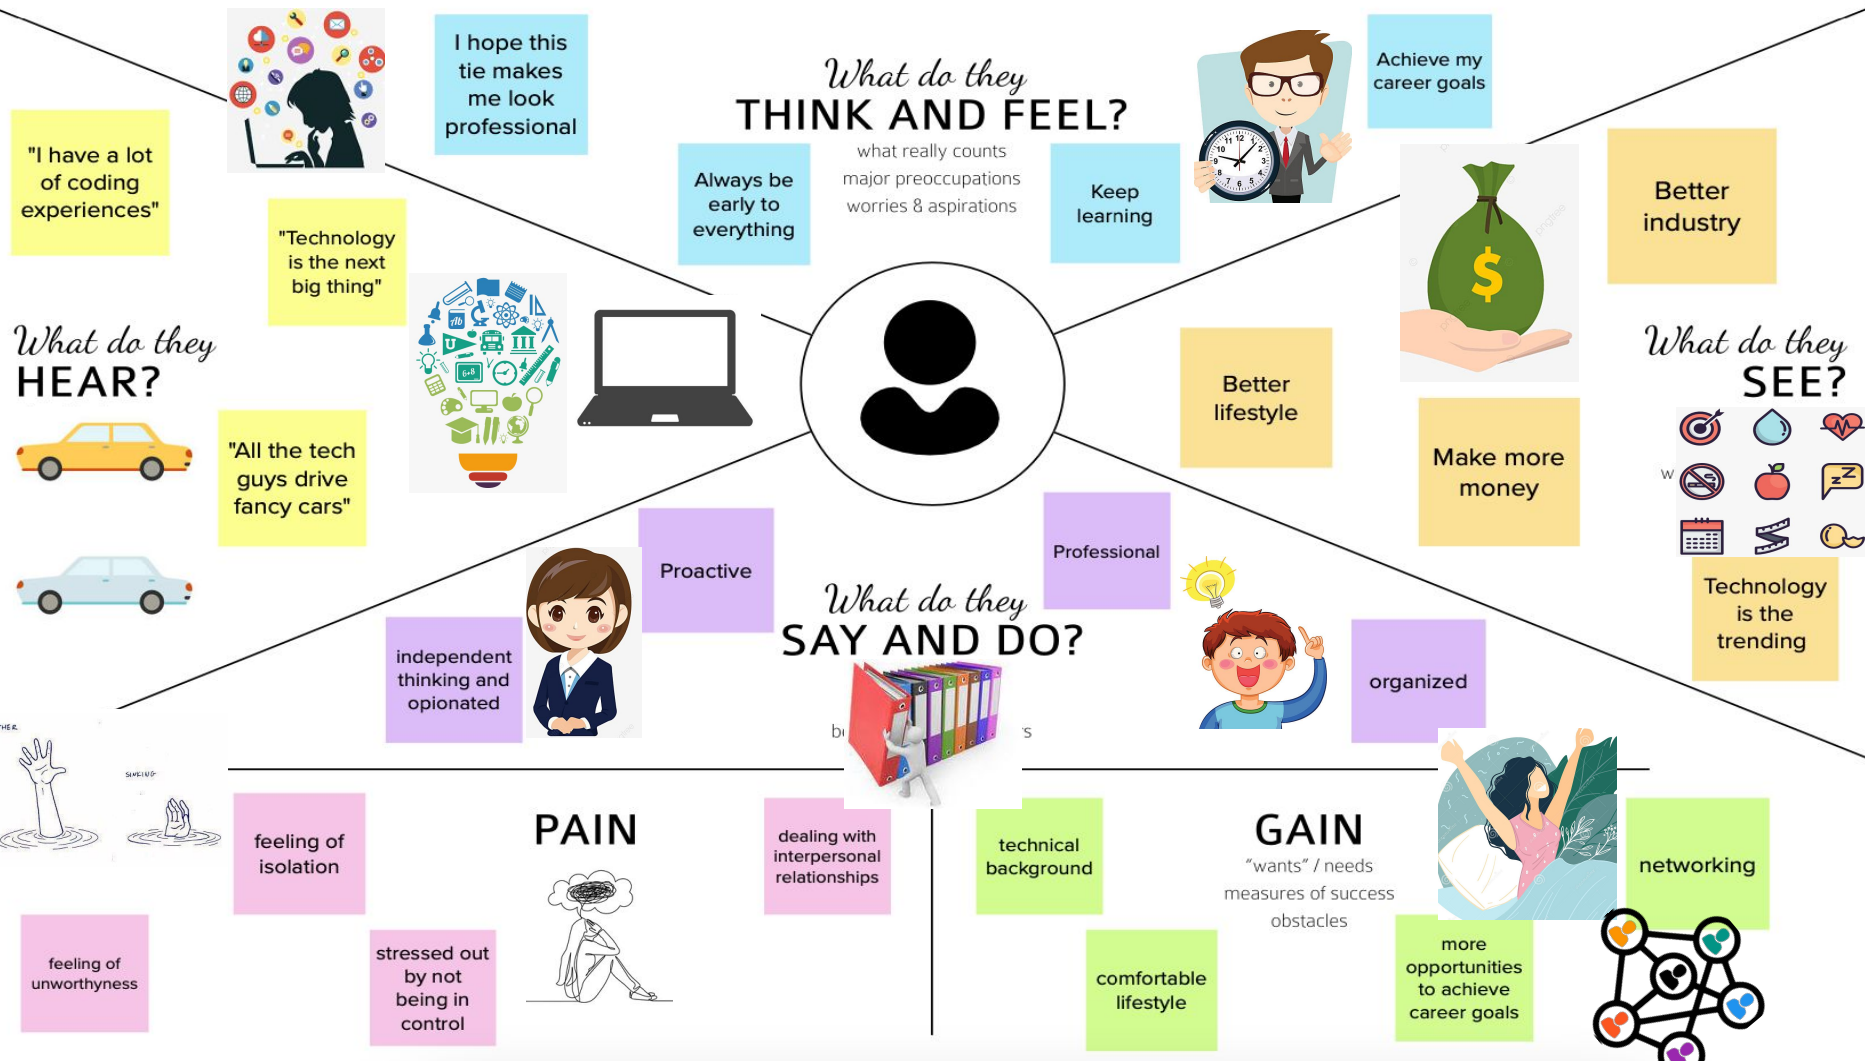 I hope this
tie makes
me look
professional
What do they
THINK AND FEEL?
what really counts
major preoccupations
worries & aspirations
Always be
early to
everything
Keep
learning
Achieve my
career goals
"I have a lot
of coding
experiences"
"Technology
is the next
big thing"
What do they
HEAR?
"All the tech
guys drive
fancy cars"
Better
industry
Better
lifestyle
What do they
SEE?
Make more
money
W
Technology
is the
trending
Proactive
Professional
What do they
SAY AND DO?
independent
thinking and
opionated
organized
SINKING
feeling of
isolation
PAIN
dealing with
interpersonal
relationships
feeling of
unworthyness
stressed out
by not
being in
control
technical
background
GAIN
"wants" / needs
measures of success
obstacles
networking
comfortable
lifestyle
more
opportunities
to achieve
career goals